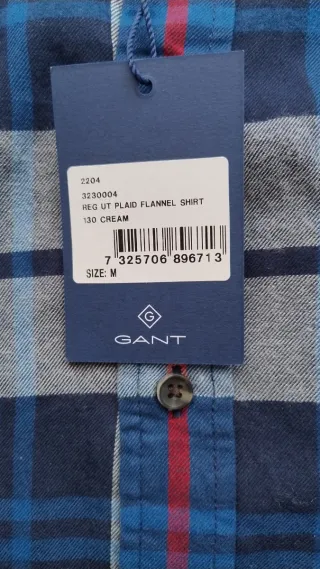 2204
3230004
REG UT PLAID FLANNEL SHIRT
130 CREAM
7 325706 896713
SIZE: M
G
GANT